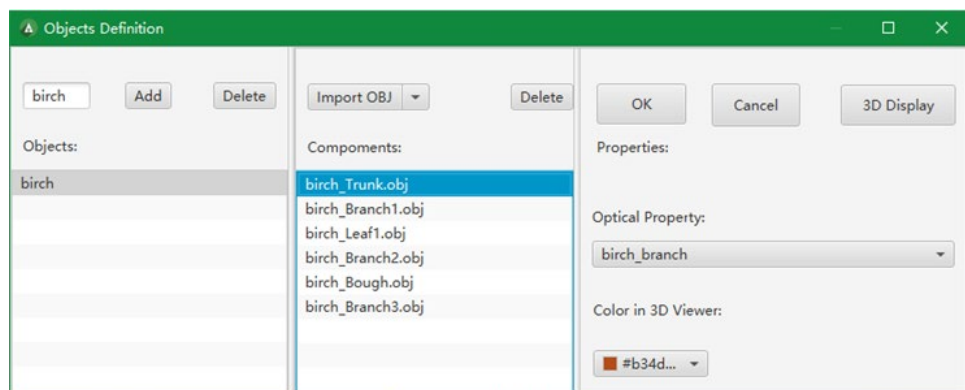 Objects Definition
birch Add Delete
Objects:
birch
Import OBJ Delete
Compoments:
birch_Trunk.obj
birch_Branch1.obj
birch_Leaf1.obj
birch_Branch2.obj
birch_Bough.obj
birch_Branch3.obj
OK Cancel 3D Display
Properties:
Optical Property:
birch_branch
Color in 3D Viewer:
#b34d...